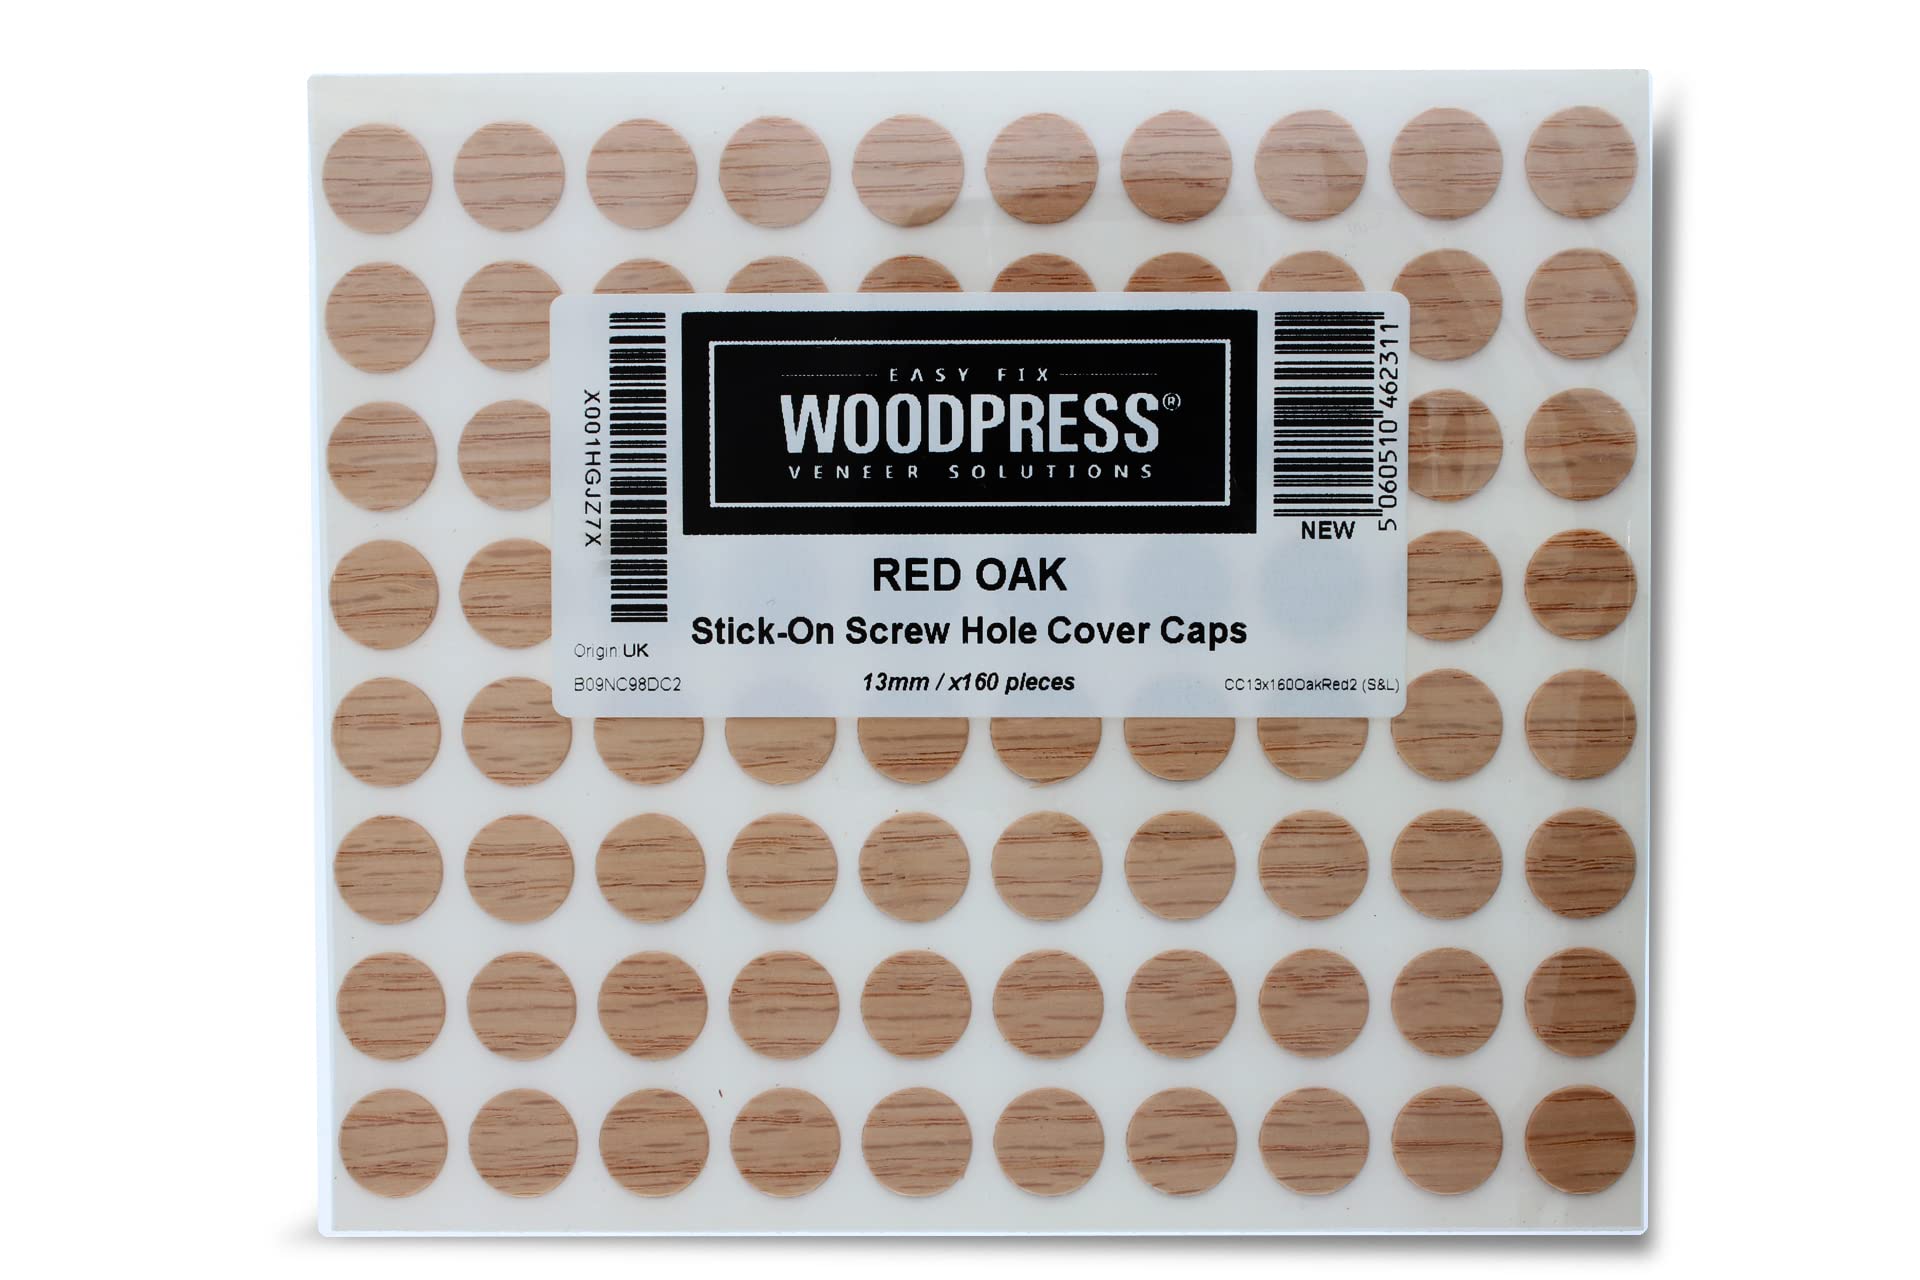 EASY FIX
WOODPRESS®
VENEER SOLUTIONS
X001HGJZ7X
5 060510 462311
NEW
RED OAK
Stick-On Screw Hole Cover Caps
Origin: UK
B09NC98DC2
13mm / x160 pieces
CC13x160OakRed2 (S&L)